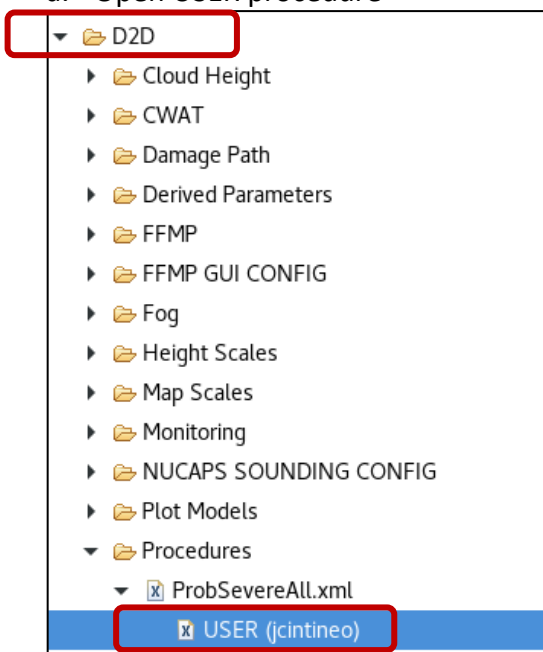 D2D
Cloud Height
CWAT
Damage Path
Derived Parameters
FFMP
FFMP GUI CONFIG
Fog
Height Scales
Map Scales
Monitoring
NUCAPS SOUNDING CONFIG
Plot Models
Procedures
ProbSevereAll.xml
USER (jcintineo)